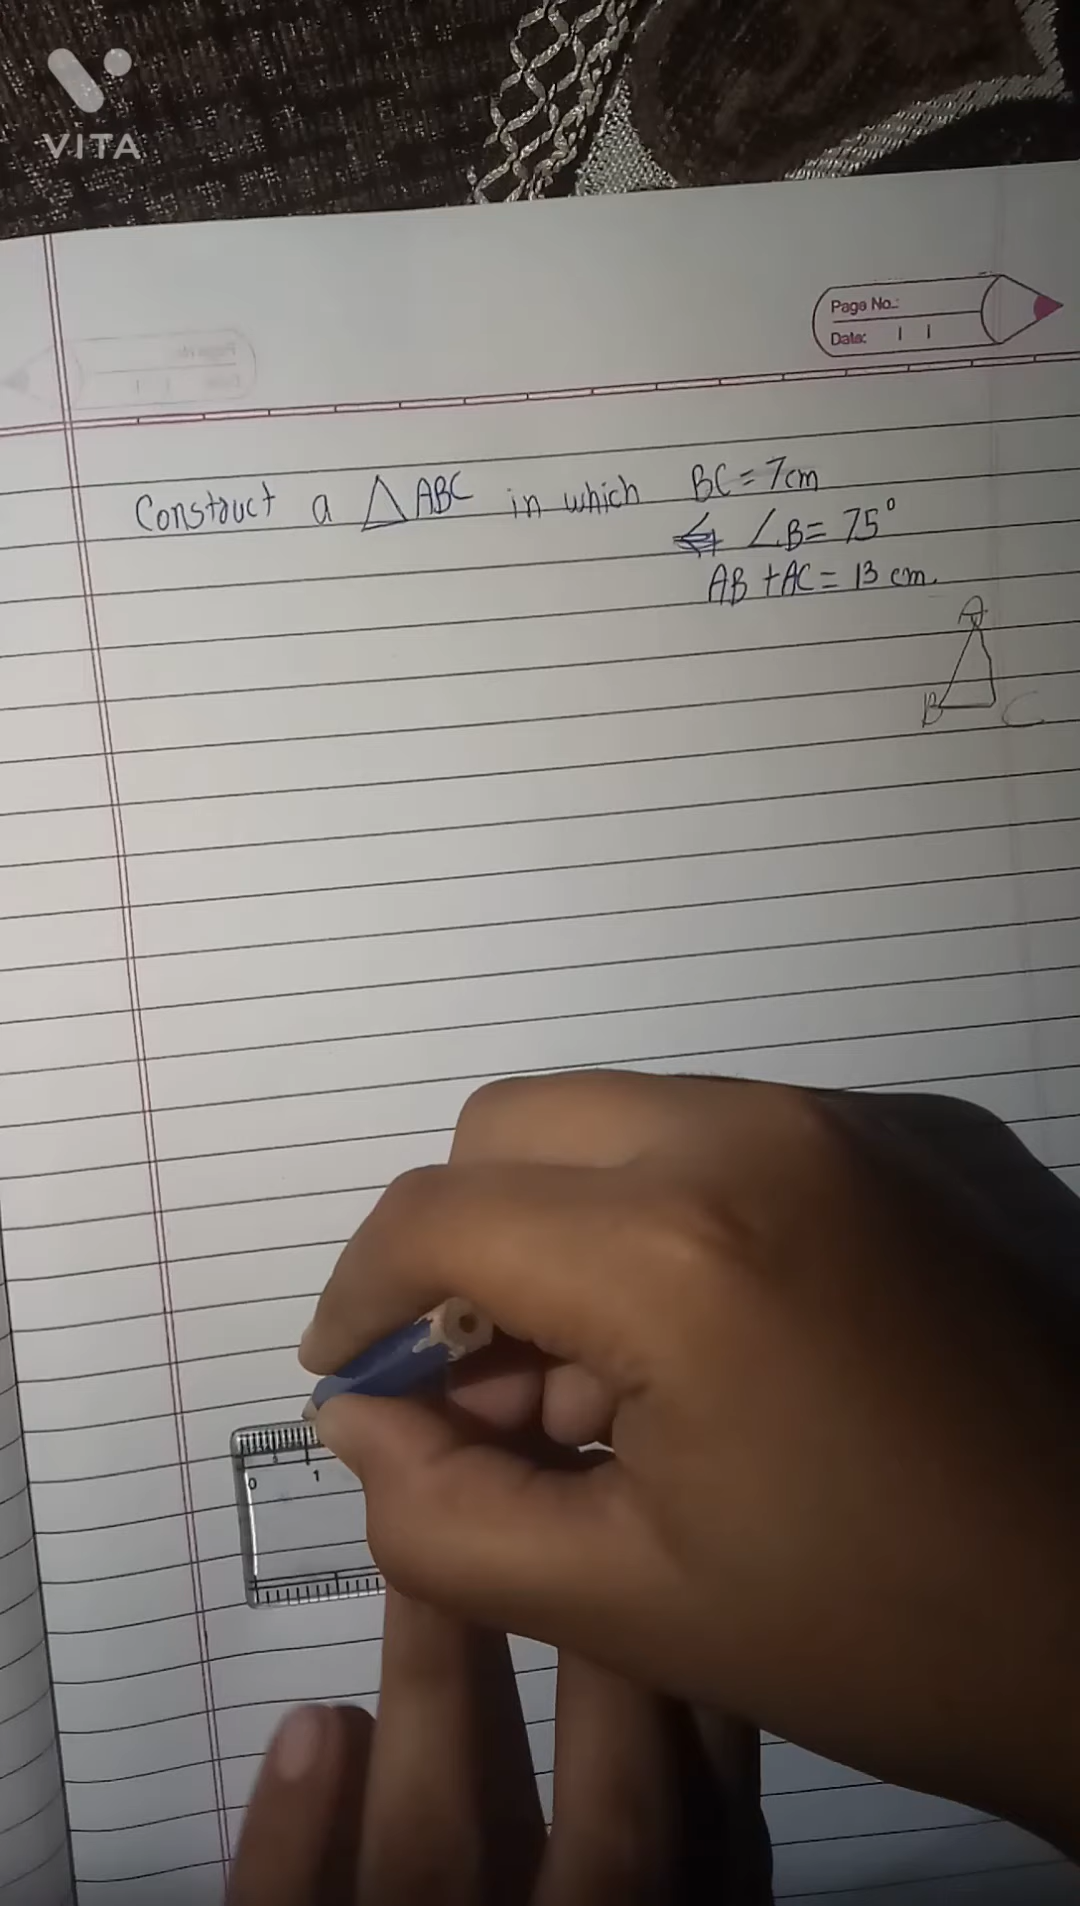 VITA
Page No.:
Date:
Construct a △ABC in which BC = 7cm
∠B = 75°
AB + AC = 13 cm.
A
B C
0 1